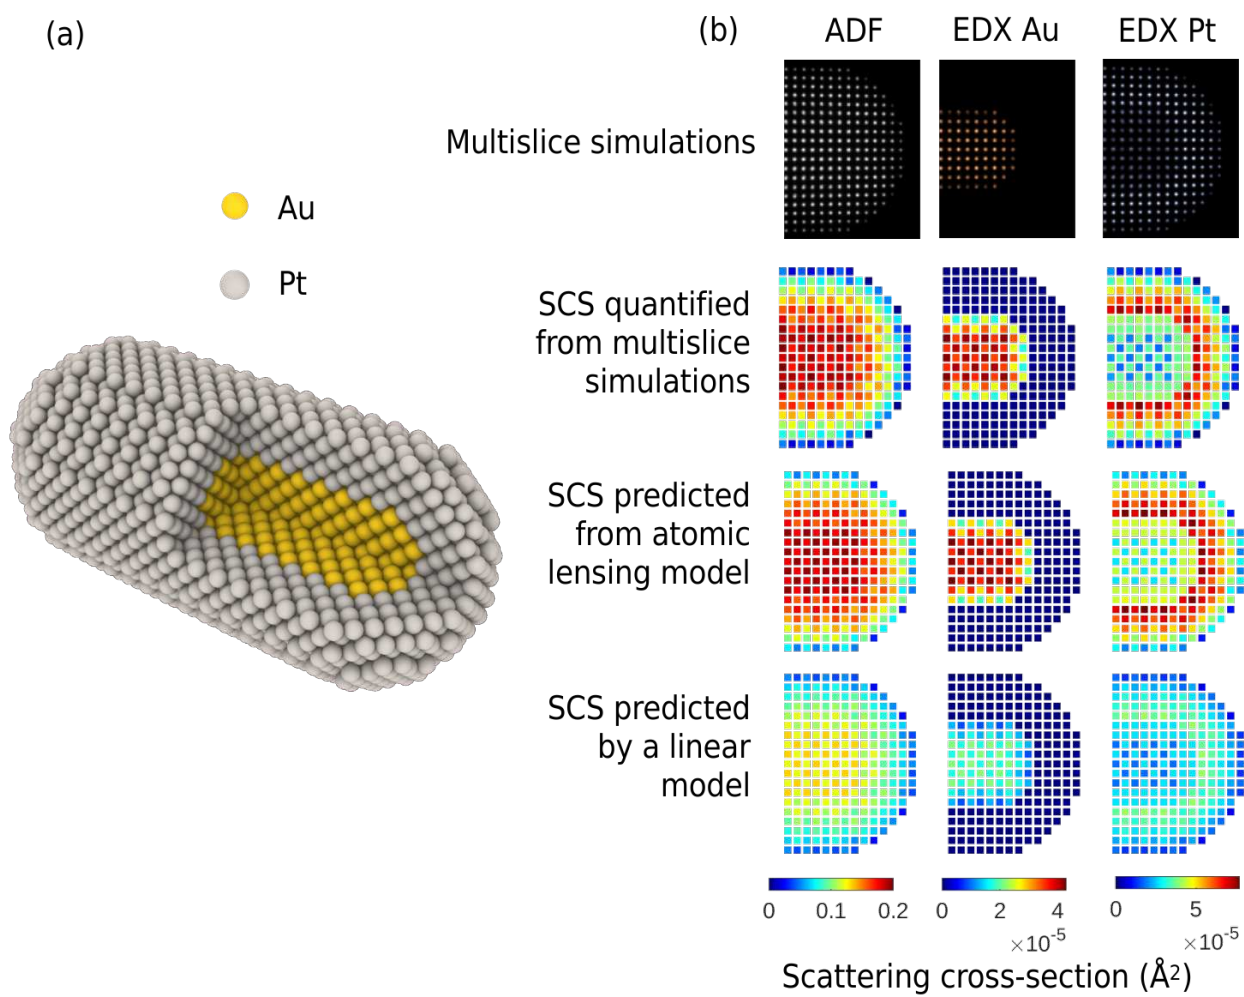 (a)
Au
Pt
(b)
ADF
EDX Au
EDX Pt
Multislice simulations
SCS quantified
from multislice
simulations
SCS predicted
from atomic
lensing model
SCS predicted
by a linear
model
0 0.1 0.2
0 2 4
×10⁻⁵
0 5
×10⁻⁵
Scattering cross-section (Å²)